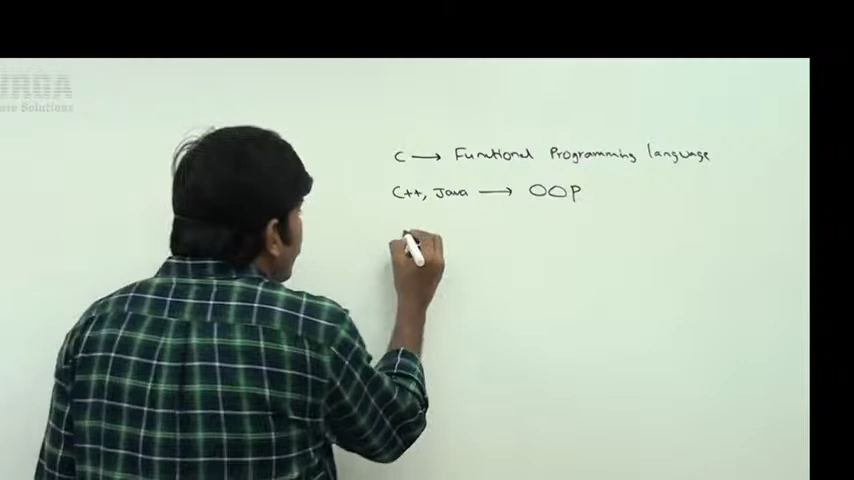 C → Functional Programming language
C++, Java → OOP